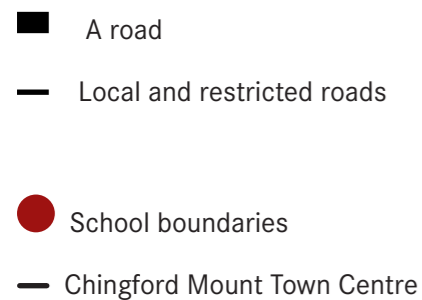 A road
Local and restricted roads
School boundaries
Chingford Mount Town Centre